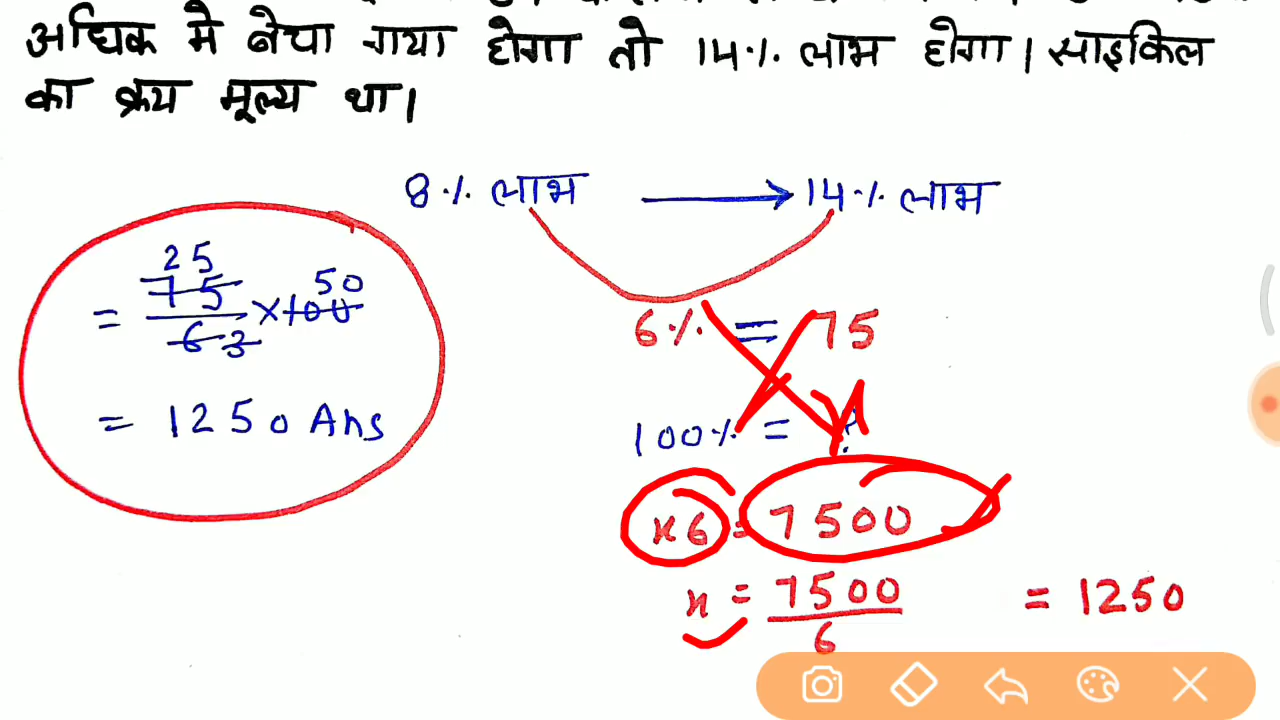 अधिक मे बेचा गया होगा तो 14% लाभ होगा। साइकिल
का क्रय मूल्य था।
8% लाभ → 14% लाभ
25
= 75/6 3 × 100 50
= 1250 Ans
6% = 75
100% = ?
x6 = 7500
x = 7500/6 = 1250